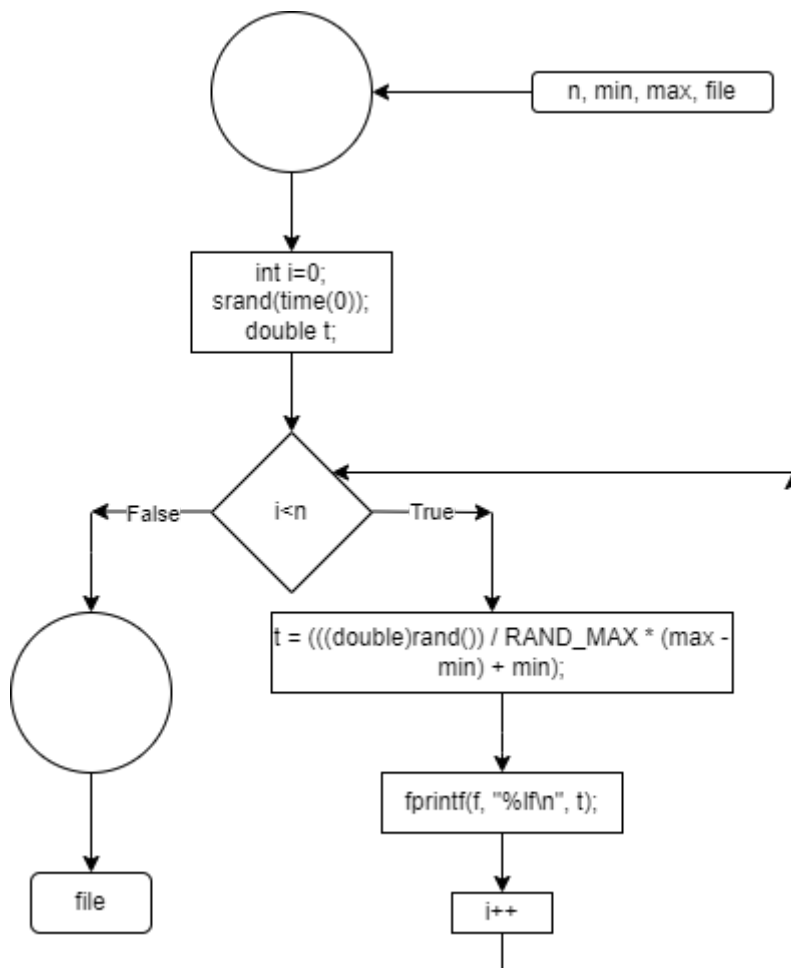 n, min, max, file
int i=0;
srand(time(0));
double t;
i<n
False
True
t = (((double)rand()) / RAND_MAX * (max -
min) + min);
fprintf(f, "%lf\n", t);
i++
file